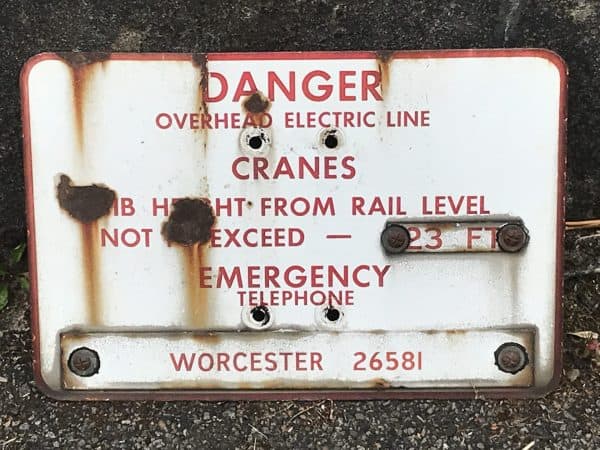 DANGER
OVERHEAD ELECTRIC LINE
CRANES
FROM RAIL LEVEL
NOT EXCEED — 23 FT
EMERGENCY
TELEPHONE
WORCESTER 26581